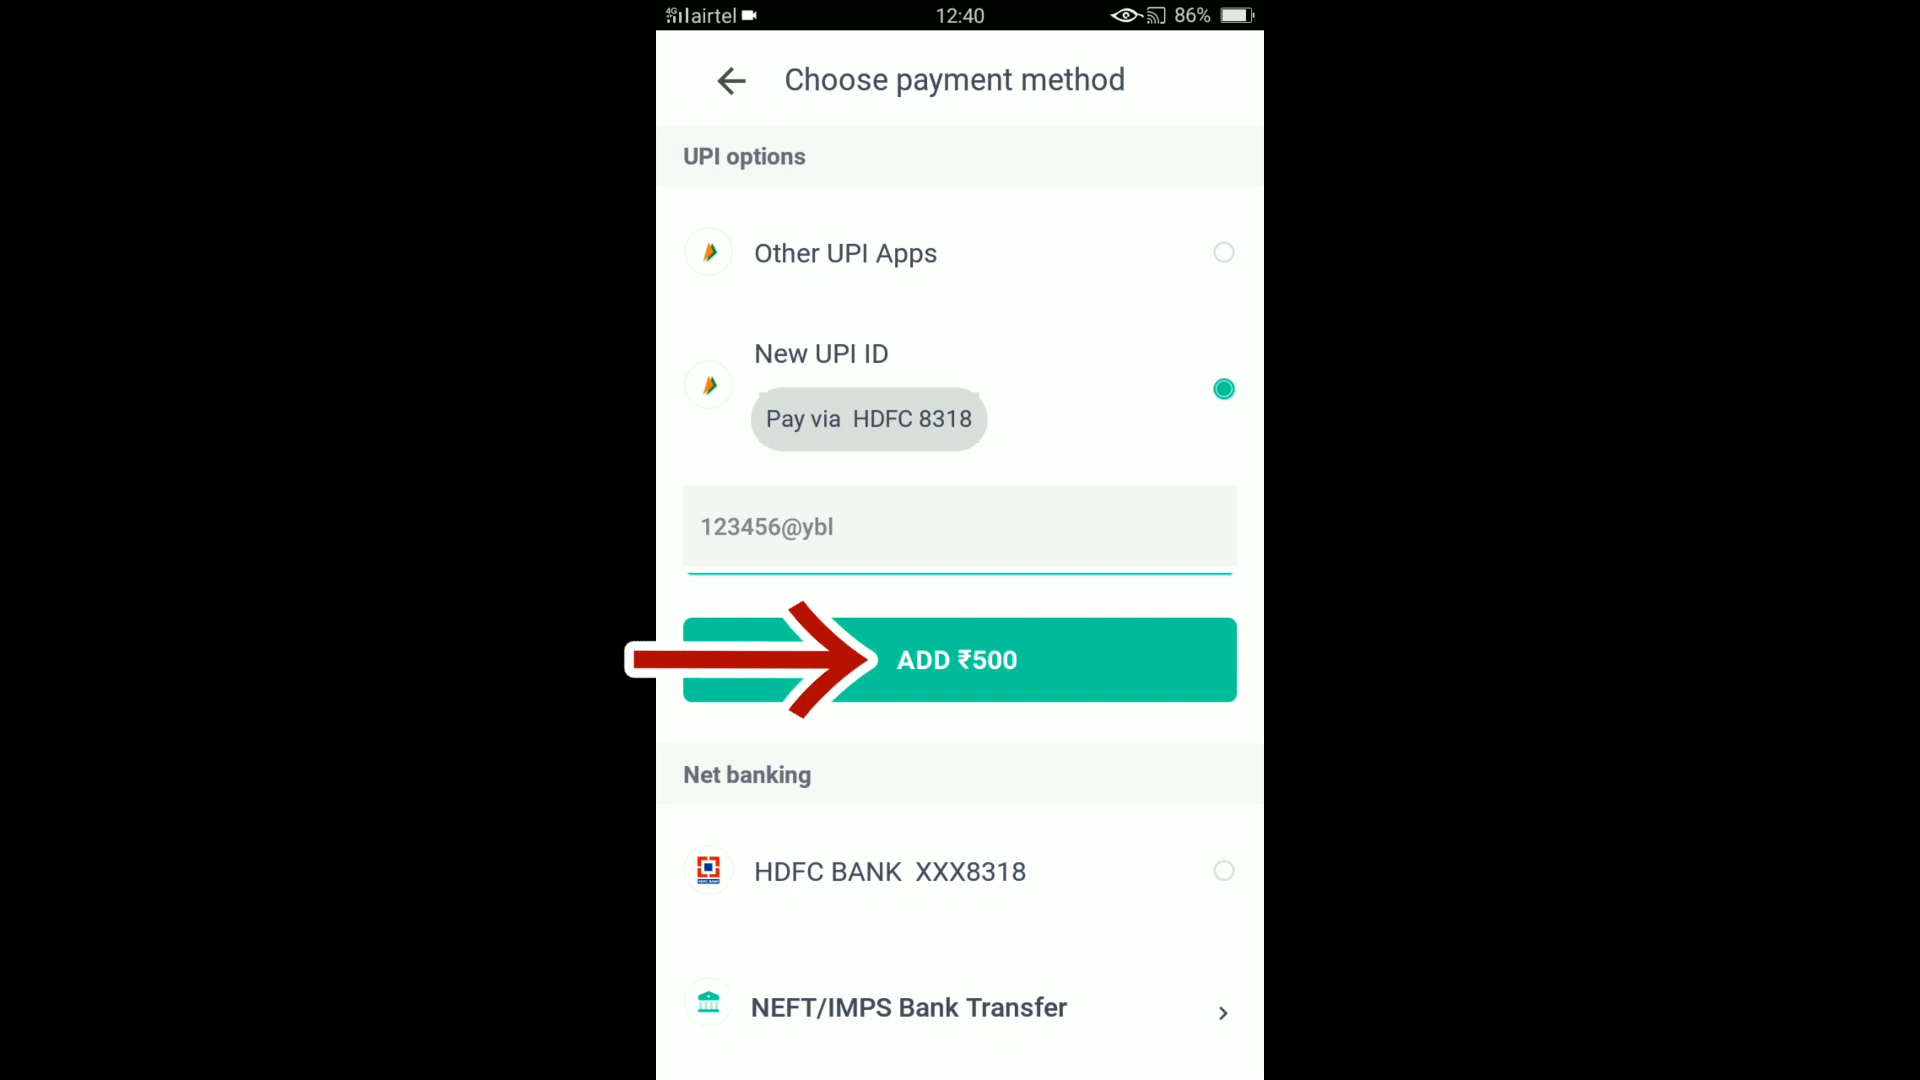 4G airtel 12:40 86%
Choose payment method
UPI options
Other UPI Apps
New UPI ID
Pay via HDFC 8318
123456@ybl
ADD ₹500
Net banking
HDFC BANK XXX8318
NEFT/IMPS Bank Transfer